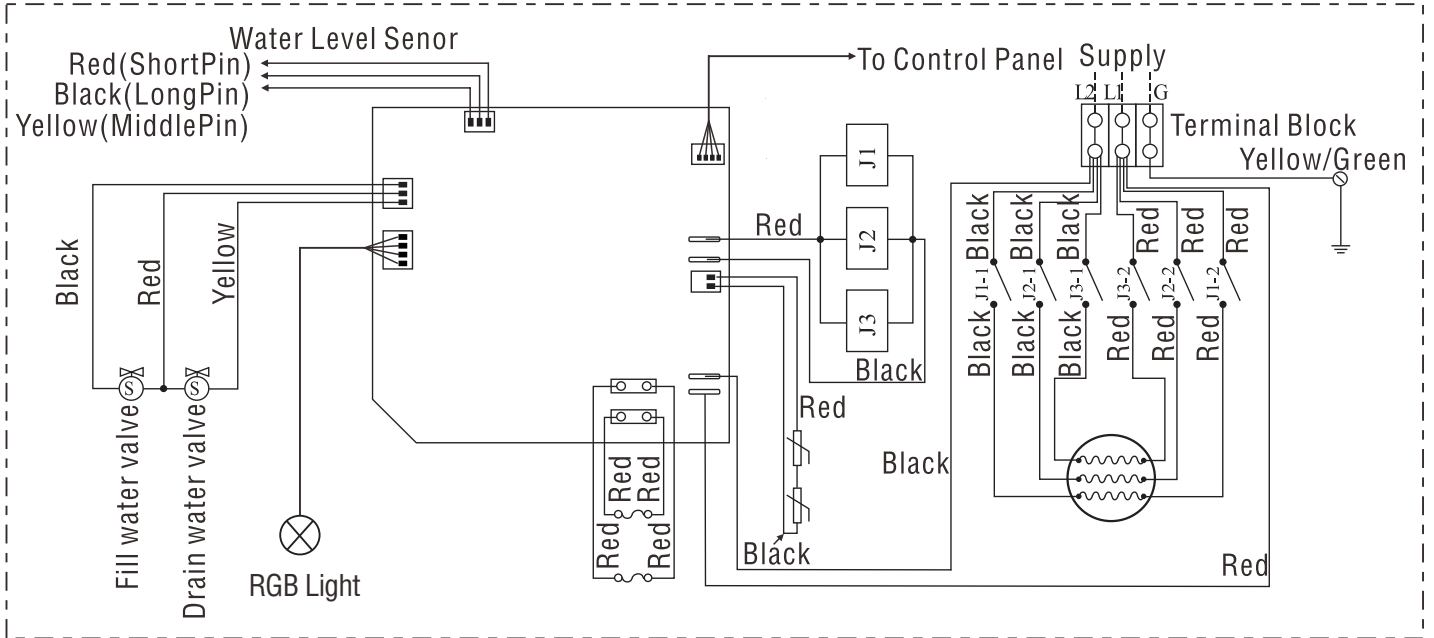 Water Level Senor
Red(ShortPin)
Black(LongPin)
Yellow(MiddlePin)
To Control Panel
Supply
L2
L1
G
Terminal Block
Yellow/Green
J1
J2
J3
Red
Black
Black
Red
Yellow
S
S
Fill water valve
Drain water valve
RGB Light
Red
Red
Red
Red
Red
Black
Black
Red
Black
Black
Black
Red
Red
Red
J1-1
J2-1
J3-1
J3-2
J2-2
J1-2
Black
Black
Black
Red
Red
Red